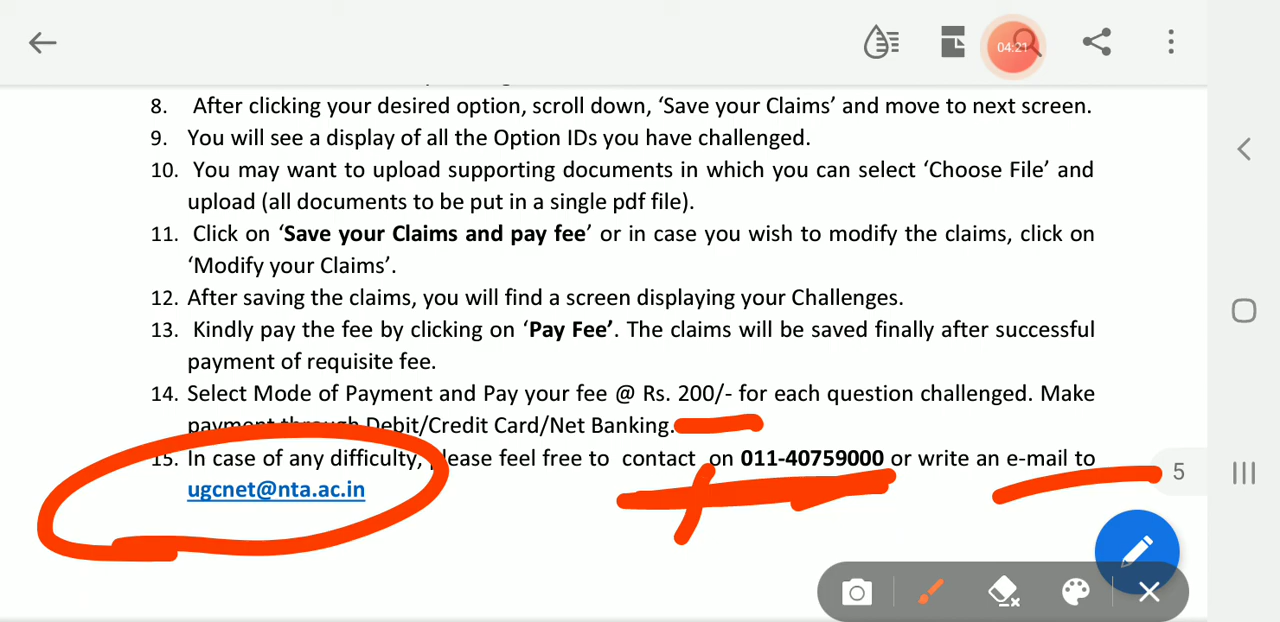 04:21
8. After clicking your desired option, scroll down, ‘Save your Claims’ and move to next screen.
9. You will see a display of all the Option IDs you have challenged.
10. You may want to upload supporting documents in which you can select ‘Choose File’ and
upload (all documents to be put in a single pdf file).
11. Click on ‘Save your Claims and pay fee’ or in case you wish to modify the claims, click on
‘Modify your Claims’.
12. After saving the claims, you will find a screen displaying your Challenges.
13. Kindly pay the fee by clicking on ‘Pay Fee’. The claims will be saved finally after successful
payment of requisite fee.
14. Select Mode of Payment and Pay your fee @ Rs. 200/- for each question challenged. Make
payment through Debit/Credit Card/Net Banking.
15. In case of any difficulty, please feel free to contact on 011-40759000 or write an e-mail to
ugcnet@nta.ac.in
5